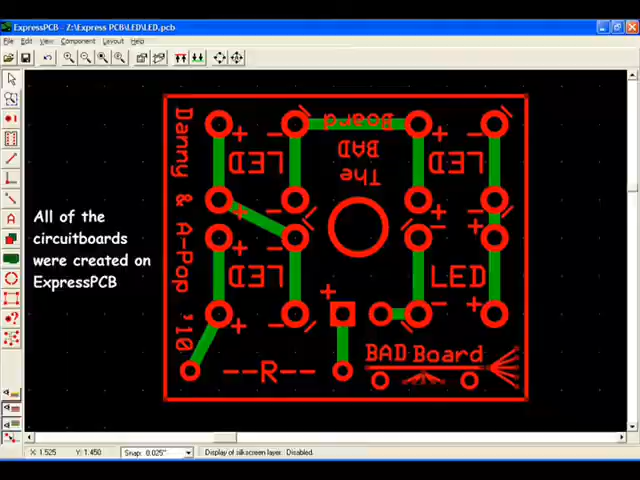 ExpressPCB - Z:\Express PCB\LED\LED.pcb
File Edit View Component Layout Help
Danny & A-Pop '10
LED
Board
BAD
The
LED
All of the
circuitboards
were created on
ExpressPCB
LED
LED
--R--
BAD Board
X: 1.525 Y: 1.450 Snap: 0.025" Display of silkscreen layer. Disabled.